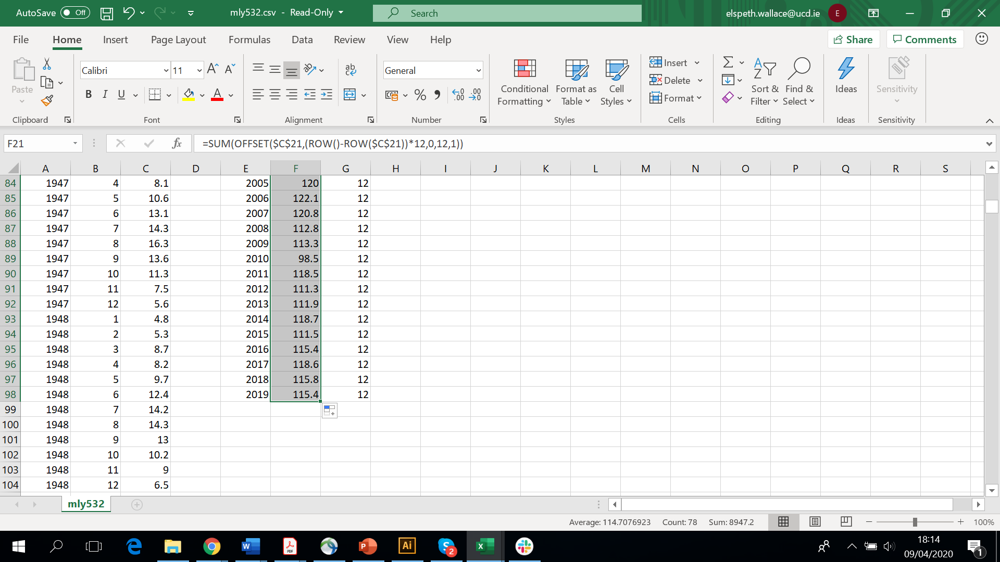 AutoSave Off mly532.csv - Read-Only Search elspeth.wallace@ucd.ie E
File Home Insert Page Layout Formulas Data Review View Help Share Comments
Calibri 11 A A ab General Insert
Paste Conditional Format as Cell Delete Sort & Find & Ideas Sensitivity
B I U A % Formatting Table Styles Format Filter Select
Clipboard Font Alignment Number Styles Cells Editing Ideas Sensitivity
F21 fx =SUM(OFFSET($C$21,(ROW()-ROW($C$21))*12,0,12,1))
A B C D E F G H I J K L M N O P Q R S
84 1947 4 8.1 2005 120 12
85 1947 5 10.6 2006 122.1 12
86 1947 6 13.1 2007 120.8 12
87 1947 7 14.3 2008 112.8 12
88 1947 8 16.3 2009 113.3 12
89 1947 9 13.6 2010 98.5 12
90 1947 10 11.3 2011 118.5 12
91 1947 11 7.5 2012 111.3 12
92 1947 12 5.6 2013 111.9 12
93 1948 1 4.8 2014 118.7 12
94 1948 2 5.3 2015 111.5 12
95 1948 3 8.7 2016 115.4 12
96 1948 4 8.2 2017 118.6 12
97 1948 5 9.7 2018 115.8 12
98 1948 6 12.4 2019 115.4 12
99 1948 7 14.2
100 1948 8 14.3
101 1948 9 13
102 1948 10 10.2
103 1948 11 9
104 1948 12 6.5
mly532
Average: 114.7076923 Count: 78 Sum: 8947.2 100%
W PDF P Ai S 2 X 18:14
09/04/2020 1